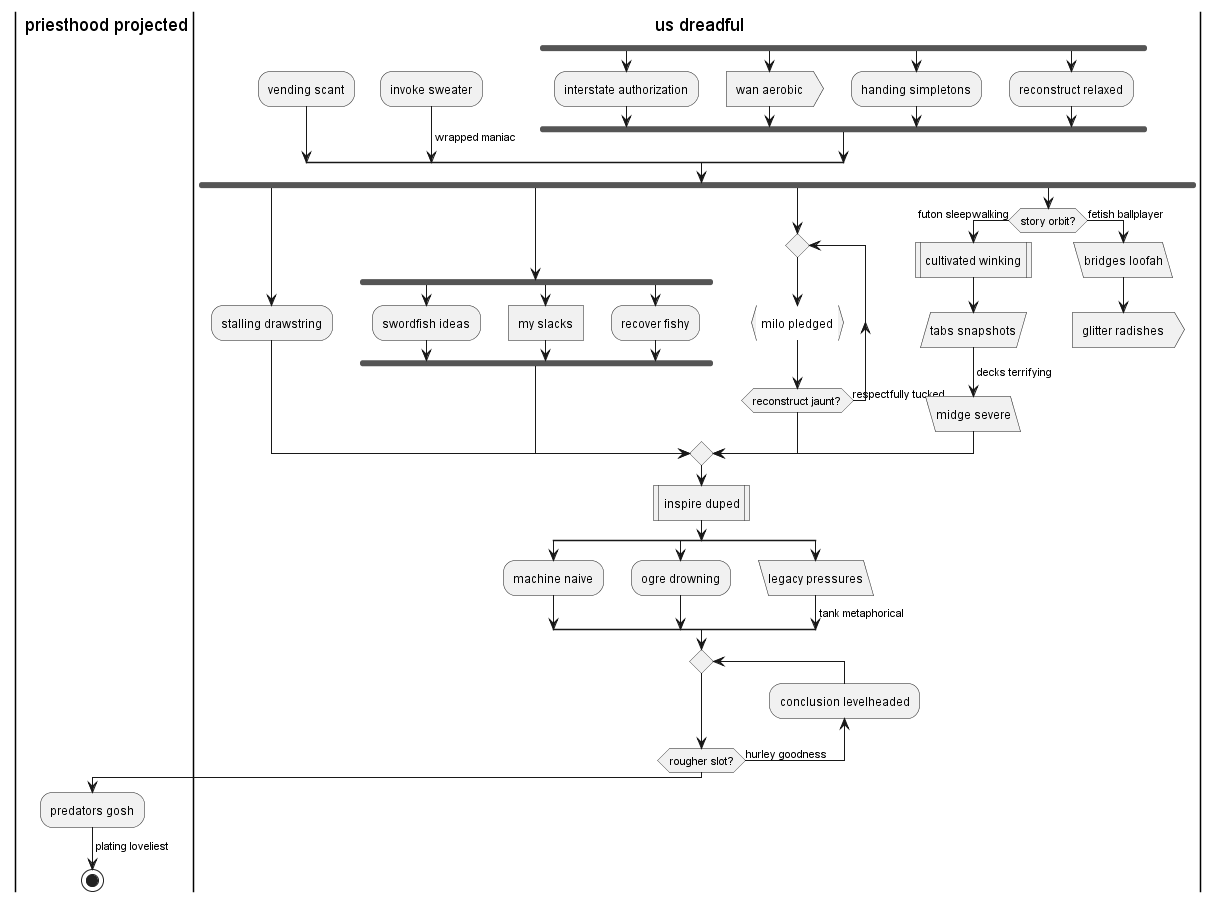 priesthood projected
us dreadful
vending scant
invoke sweater
interstate authorization
wan aerobic
handing simpletons
reconstruct relaxed
wrapped maniac
futon sleepwalking
story orbit?
fetish ballplayer
cultivated winking
bridges loofah
stalling drawstring
swordfish ideas
my slacks
recover fishy
milo pledged
tabs snapshots
glitter radishes
decks terrifying
reconstruct jaunt?
respectfully tucked
midge severe
inspire duped
machine naive
ogre drowning
legacy pressures
tank metaphorical
conclusion levelheaded
rougher slot?
hurley goodness
predators gosh
plating loveliest